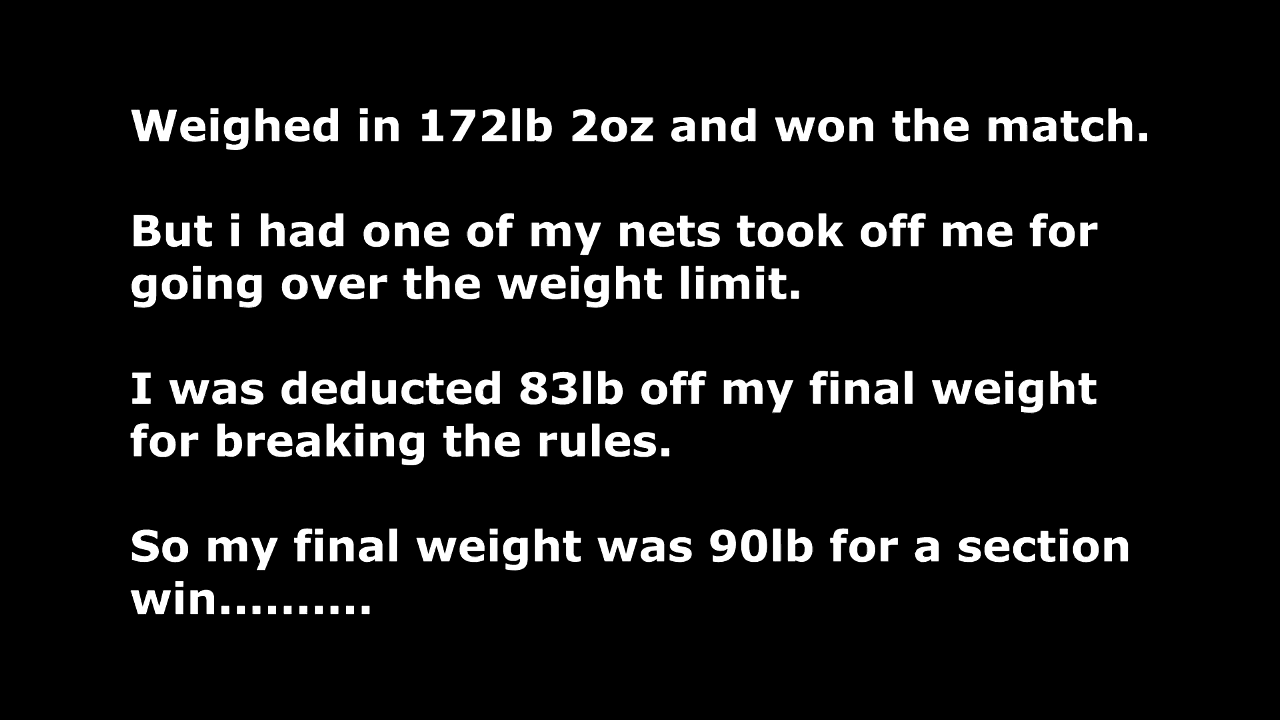 Weighed in 172lb 2oz and won the match.
But i had one of my nets took off me for
going over the weight limit.
I was deducted 83lb off my final weight
for breaking the rules.
So my final weight was 90lb for a section
win..........